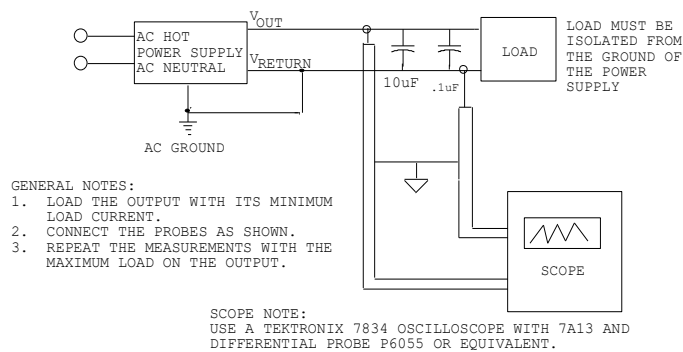 VOUT
AC HOT
POWER SUPPLY
AC NEUTRAL
VRETURN
10uF
.1uF
LOAD
LOAD MUST BE
ISOLATED FROM
THE GROUND OF
THE POWER
SUPPLY
AC GROUND
GENERAL NOTES:
1. LOAD THE OUTPUT WITH ITS MINIMUM
LOAD CURRENT.
2. CONNECT THE PROBES AS SHOWN.
3. REPEAT THE MEASUREMENTS WITH THE
MAXIMUM LOAD ON THE OUTPUT.
SCOPE
SCOPE NOTE:
USE A TEKTRONIX 7834 OSCILLOSCOPE WITH 7A13 AND
DIFFERENTIAL PROBE P6055 OR EQUIVALENT.